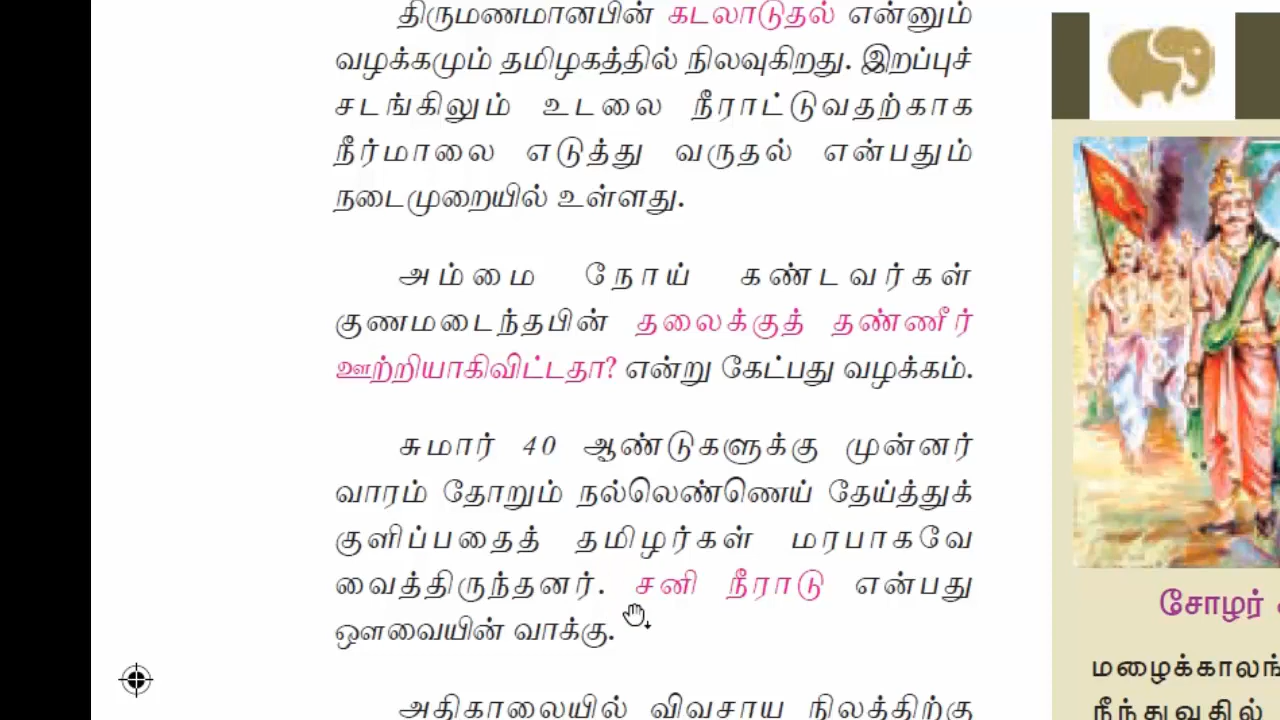 திருமணமானபின் கடலாடுதல் என்னும்
வழக்கமும் தமிழகத்தில் நிலவுகிறது. இறப்புச்
சடங்கிலும் உடலை நீராட்டுவதற்காக
நீர்மாலை எடுத்து வருதல் என்பதும்
நடைமுறையில் உள்ளது.
அம்மை நோய் கண்டவர்கள்
குணமடைந்தபின் தலைக்குத் தண்ணீர்
ஊற்றியாகிவிட்டதா? என்று கேட்பது வழக்கம்.
சுமார் 40 ஆண்டுகளுக்கு முன்னர்
வாரம் தோறும் நல்லெண்ணெய் தேய்த்துக்
குளிப்பதைத் தமிழர்கள் மரபாகவே
வைத்திருந்தனர். சனி நீராடு என்பது
ஔவையின் வாக்கு.
அதிகாலையில் விவசாய நிலத்திற்கு
சோழர்
மழைக்காலங்
நீந்துவதில்